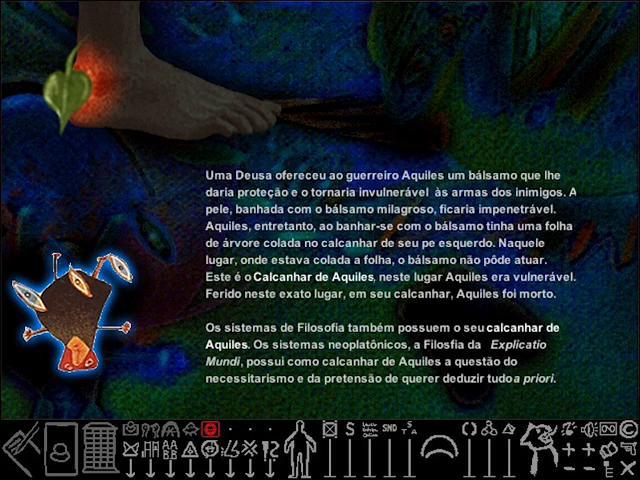 Uma Deusa ofereceu ao guerreiro Aquiles um bálsamo que lhe
daria proteção e o tornaria invulnerável às armas dos inimigos. A
pele, banhada com o bálsamo milagroso, ficaria impenetrável.
Aquiles, entretanto, ao banhar-se com o bálsamo tinha uma folha
de árvore colada no calcanhar de seu pe esquerdo. Naquele
lugar, onde estava colada a folha, o bálsamo não pôde atuar.
Este é o Calcanhar de Aquiles, neste lugar Aquiles era vulnerável.
Ferido neste exato lugar, em seu calcanhar, Aquiles foi morto.
Os sistemas de Filosofia também possuem o seu calcanhar de
Aquiles. Os sistemas neoplatônicos, a Filosfia da Explicatio
Mundi, possui como calcanhar de Aquiles a questão do
necessitarismo e da pretensão de querer deduzir tudo a priori.
S SND
AA
BB
E